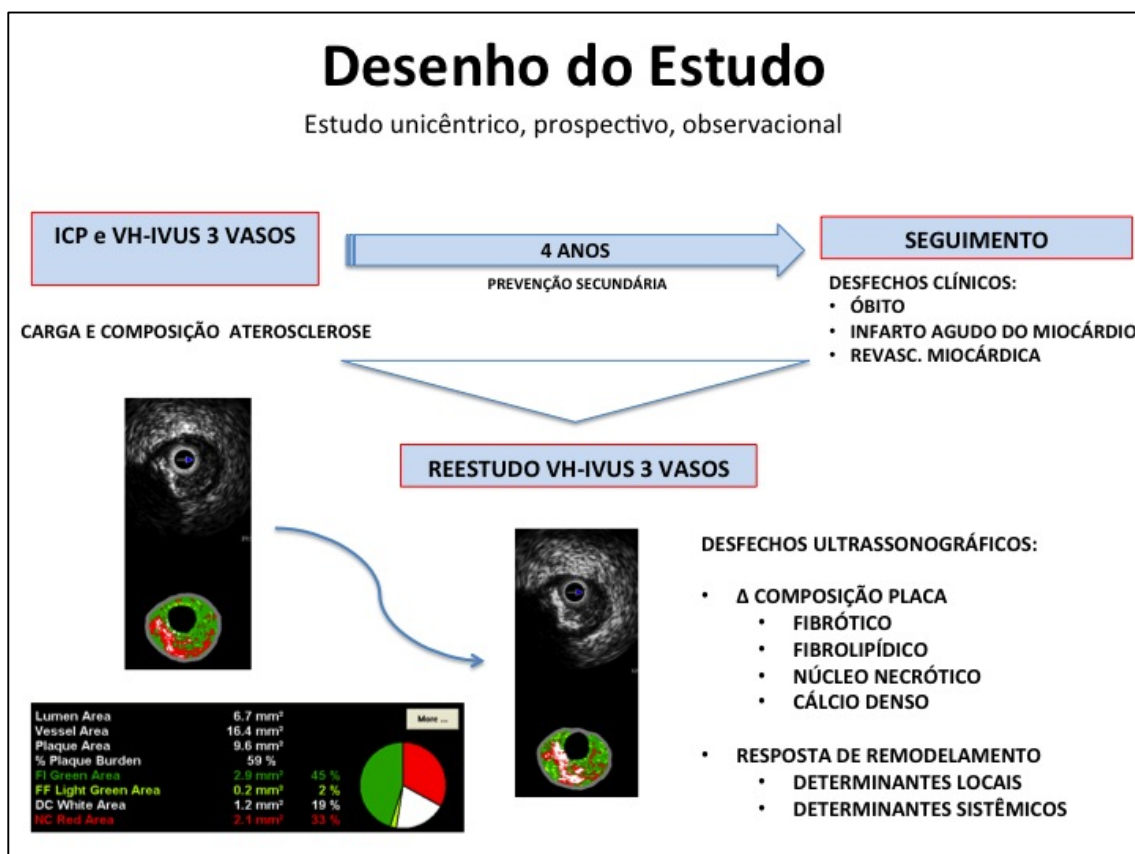 Desenho do Estudo
Estudo unicêntrico, prospectivo, observacional
ICP e VH-IVUS 3 VASOS
4 ANOS
PREVENÇÃO SECUNDÁRIA
SEGUIMENTO
DESFECHOS CLÍNICOS:
• ÓBITO
• INFARTO AGUDO DO MIOCÁRDIO
• REVASC. MIOCÁRDICA
CARGA E COMPOSIÇÃO ATEROSCLEROSE
REESTUDO VH-IVUS 3 VASOS
DESFECHOS ULTRASSONOGRÁFICOS:
• Δ COMPOSIÇÃO PLACA
• FIBRÓTICO
• FIBROLIPÍDICO
• NÚCLEO NECRÓTICO
• CÁLCIO DENSO
• RESPOSTA DE REMODELAMENTO
• DETERMINANTES LOCAIS
• DETERMINANTES SISTÊMICOS
Lumen Area 6.7 mm²
Vessel Area 16.4 mm²
Plaque Area 9.6 mm²
% Plaque Burden 59 %
FI Green Area 2.9 mm² 45 %
FF Light Green Area 0.2 mm² 2 %
DC White Area 1.2 mm² 19 %
NC Red Area 2.1 mm² 33 %
More ...